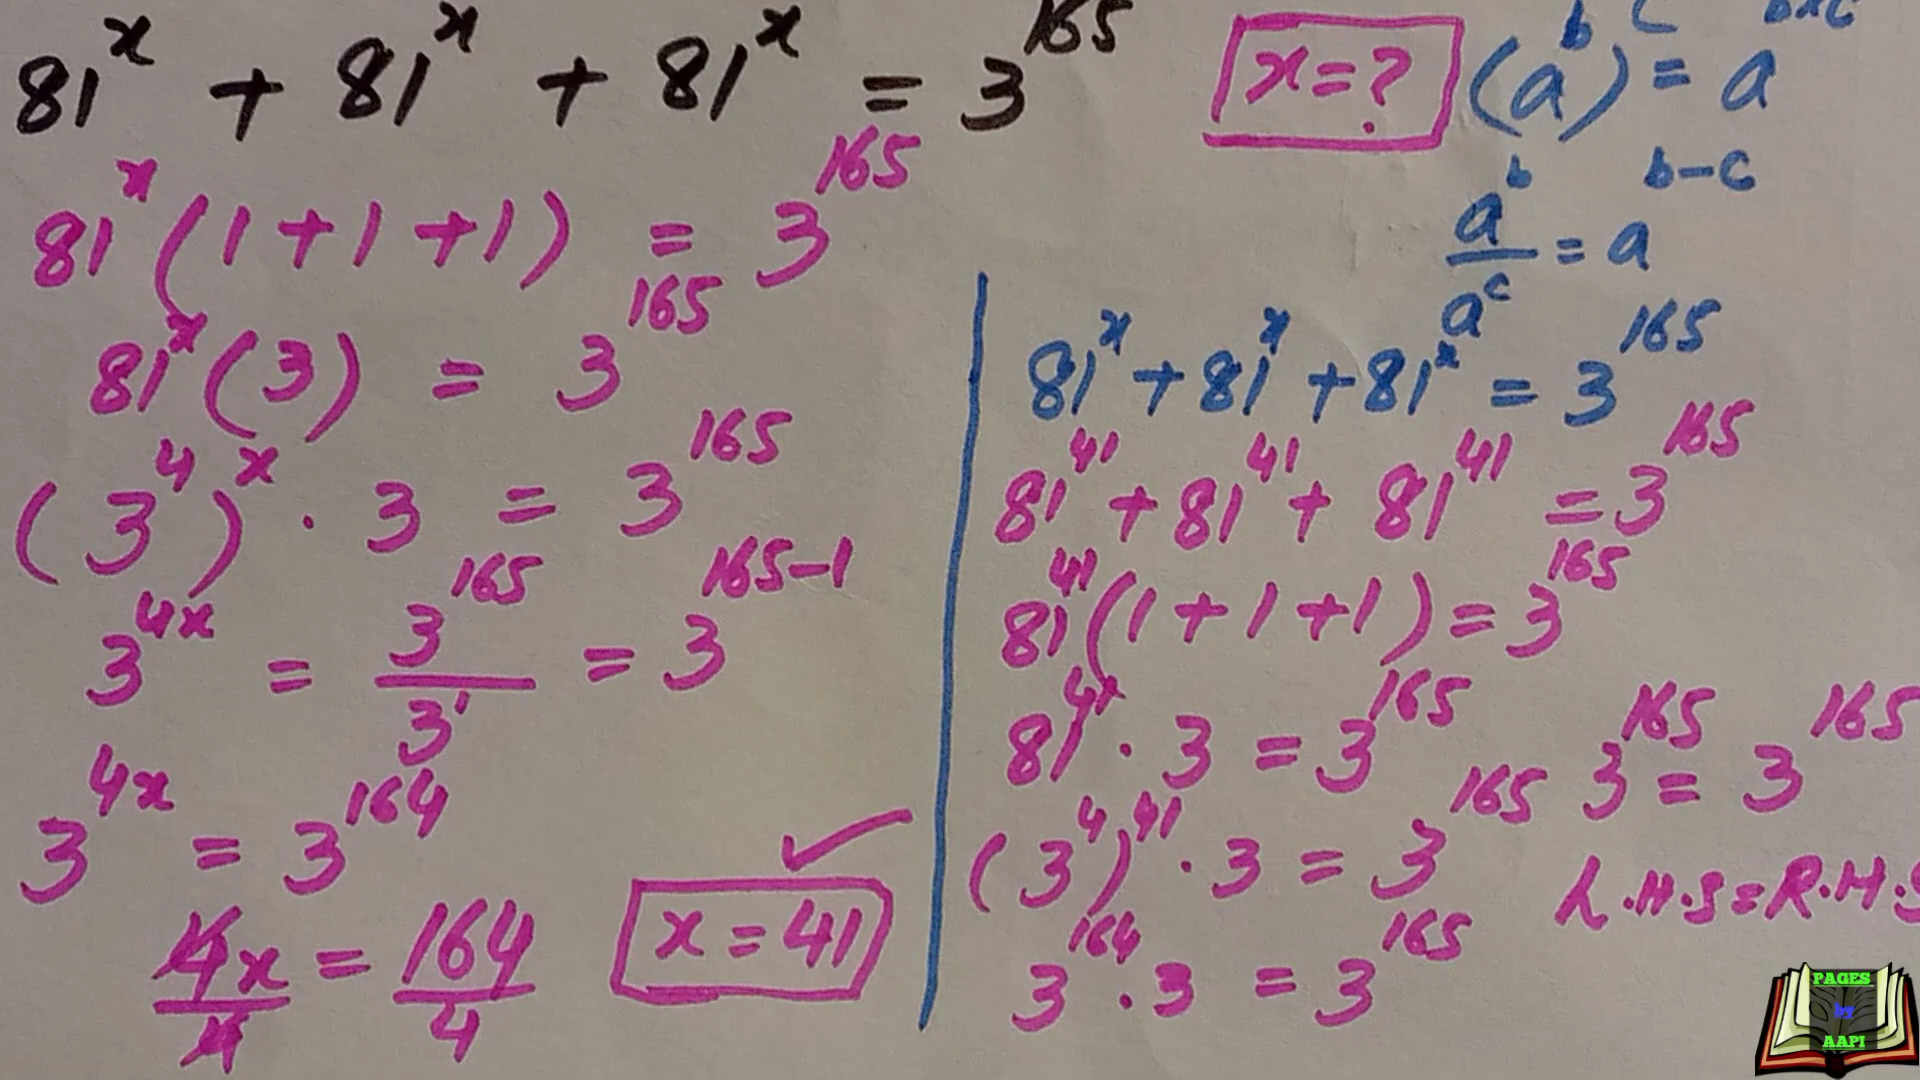 81^x + 81^x + 81^x = 3^165
x = ?
(a^b)^c = a^b×c
81^x (1 + 1 + 1) = 3^165
a^b/a^c = a^b-c
81^x (3) = 3^165
(3^4)^x · 3 = 3^165
3^4x = 3^165/3^1 = 3^165-1
3^4x = 3^164
4x/4 = 164/4
x = 41 ✓
81^x + 81^x + 81^x = 3^165
81^41 + 81^41 + 81^41 = 3^165
81^41 (1 + 1 + 1) = 3^165
81^41 · 3 = 3^165
(3^4)^41 · 3 = 3^165
3^164 · 3 = 3^165
3^165 = 3^165
L.H.S = R.H.S
PAGES
by
AAPI